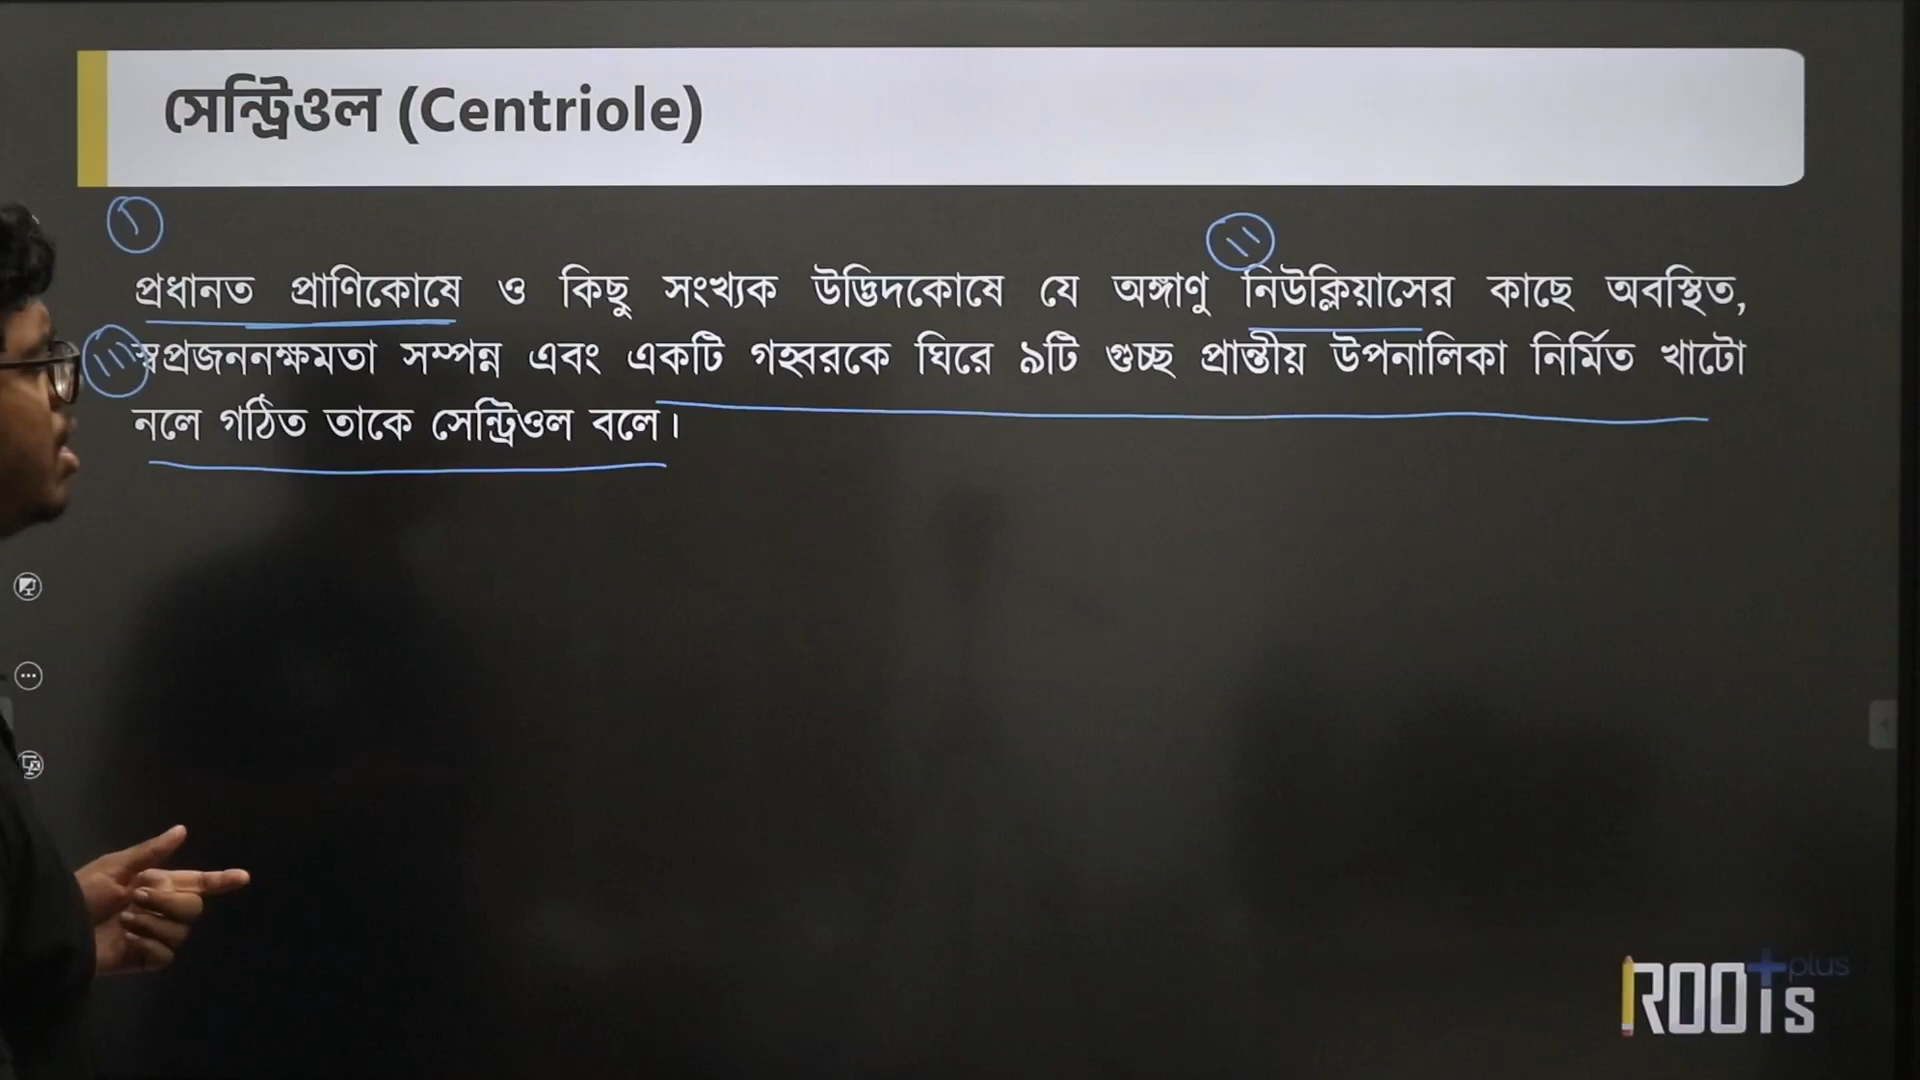 সেন্ট্রিওল (Centriole)
প্রধানত প্রাণিকোষে ও কিছু সংখ্যক উদ্ভিদকোষে যে অঙ্গাণু নিউক্লিয়াসের কাছে অবস্থিত,
স্বপ্রজননক্ষমতা সম্পন্ন এবং একটি গহ্বরকে ঘিরে ৯টি গুচ্ছ প্রান্তীয় উপনালিকা নির্মিত খাটো
নলে গঠিত তাকে সেন্ট্রিওল বলে।
ROOTs plus